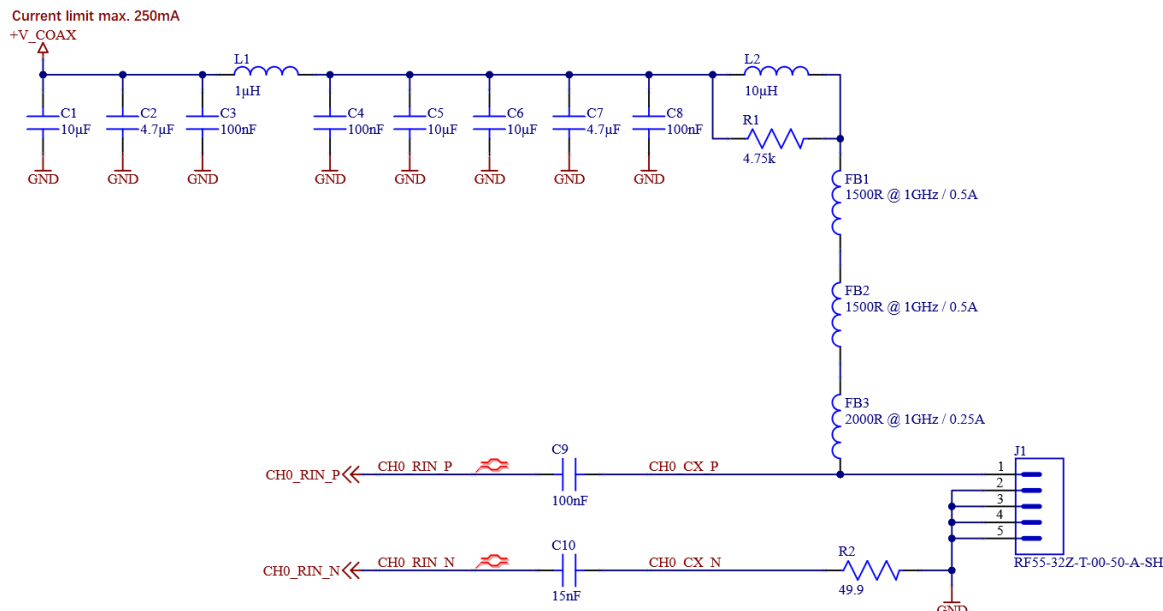 Current limit max. 250mA
+V_COAX
L1
1µH
L2
10µH
C1
10µF
C2
4.7µF
C3
100nF
C4
100nF
C5
10µF
C6
10µF
C7
4.7µF
C8
100nF
R1
4.75k
GND
GND
GND
GND
GND
GND
GND
GND
FB1
1500R @ 1GHz / 0.5A
FB2
1500R @ 1GHz / 0.5A
FB3
2000R @ 1GHz / 0.25A
CH0_RIN_P
CH0_RIN_P
C9
100nF
CH0_CX_P
J1
1
2
3
4
5
RF55-32Z-T-00-50-A-SH
CH0_RIN_N
CH0_RIN_N
C10
15nF
CH0_CX_N
R2
49.9
GND